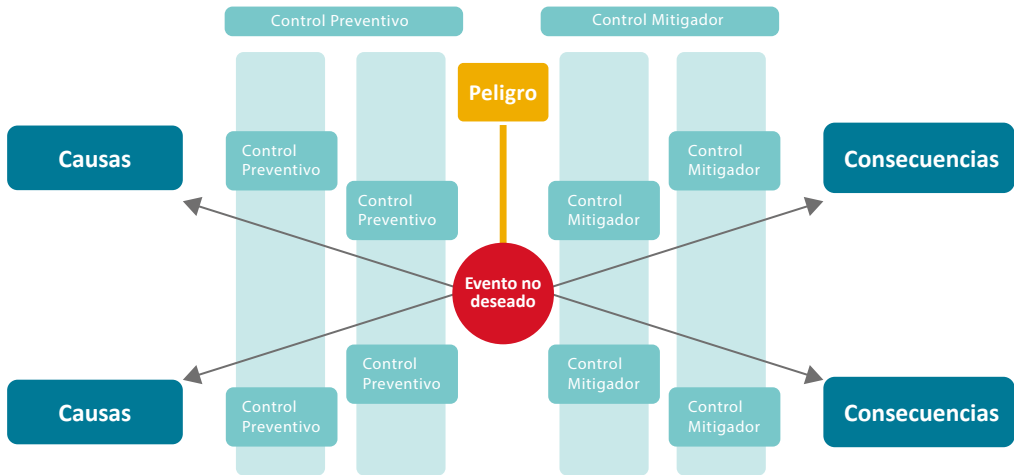 Control Preventivo
Control Mitigador
Peligro
Causas
Control
Preventivo
Control
Preventivo
Control
Mitigador
Control
Mitigador
Consecuencias
Evento no
deseado
Causas
Control
Preventivo
Control
Preventivo
Control
Mitigador
Control
Mitigador
Consecuencias